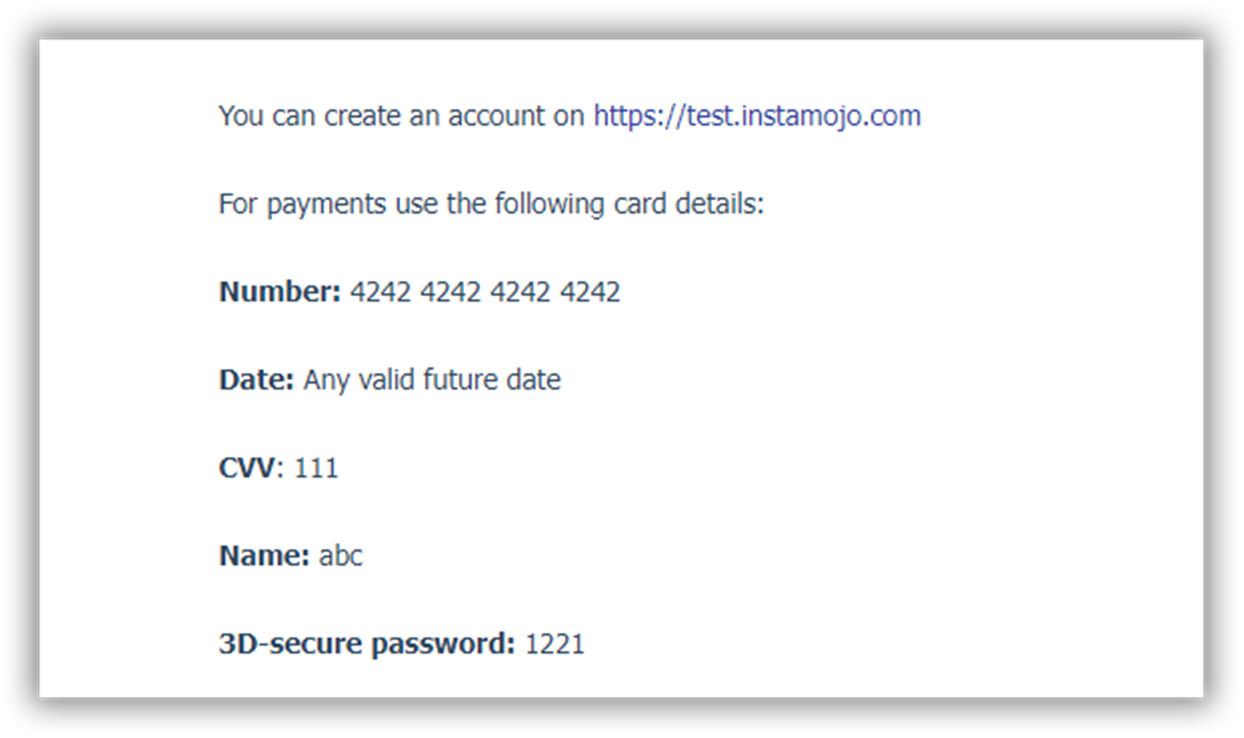 You can create an account on https://test.instamojo.com
For payments use the following card details:
Number: 4242 4242 4242 4242
Date: Any valid future date
CVV: 111
Name: abc
3D-secure password: 1221